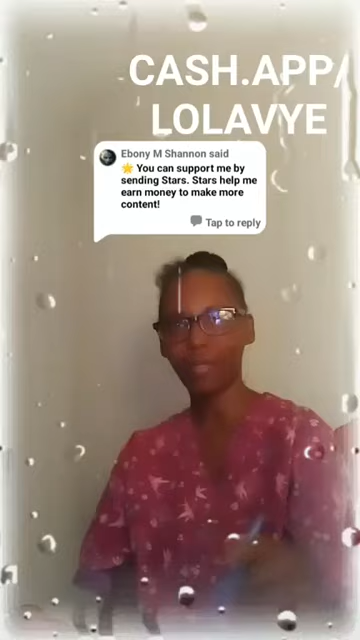 CASH.APP/
LOLAVYE
Ebony M Shannon said
⭐ You can support me by
sending Stars. Stars help me
earn money to make more
content!
Tap to reply